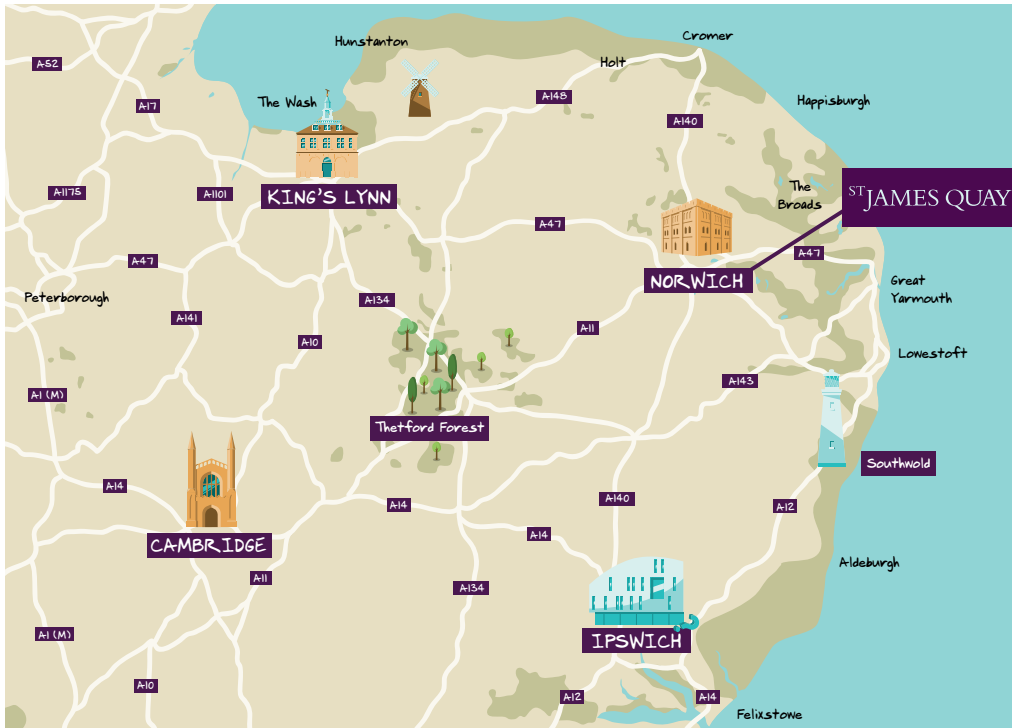 Cromer
Hunstanton
Holt
A52
A148
Happisburgh
The Wash
A17
A140
ST JAMES QUAY
The
Broads
A1175
A1101
KING'S LYNN
A47
A47
A47
NORWICH
Great
Yarmouth
Peterborough
A134
A141
A11
A10
Lowestoft
A143
A1 (M)
Thetford Forest
Southwold
A14
A14
A140
A12
A14
CAMBRIDGE
Aldeburgh
A11
A134
A1 (M)
IPSWICH
A10
A12
A14
Felixstowe